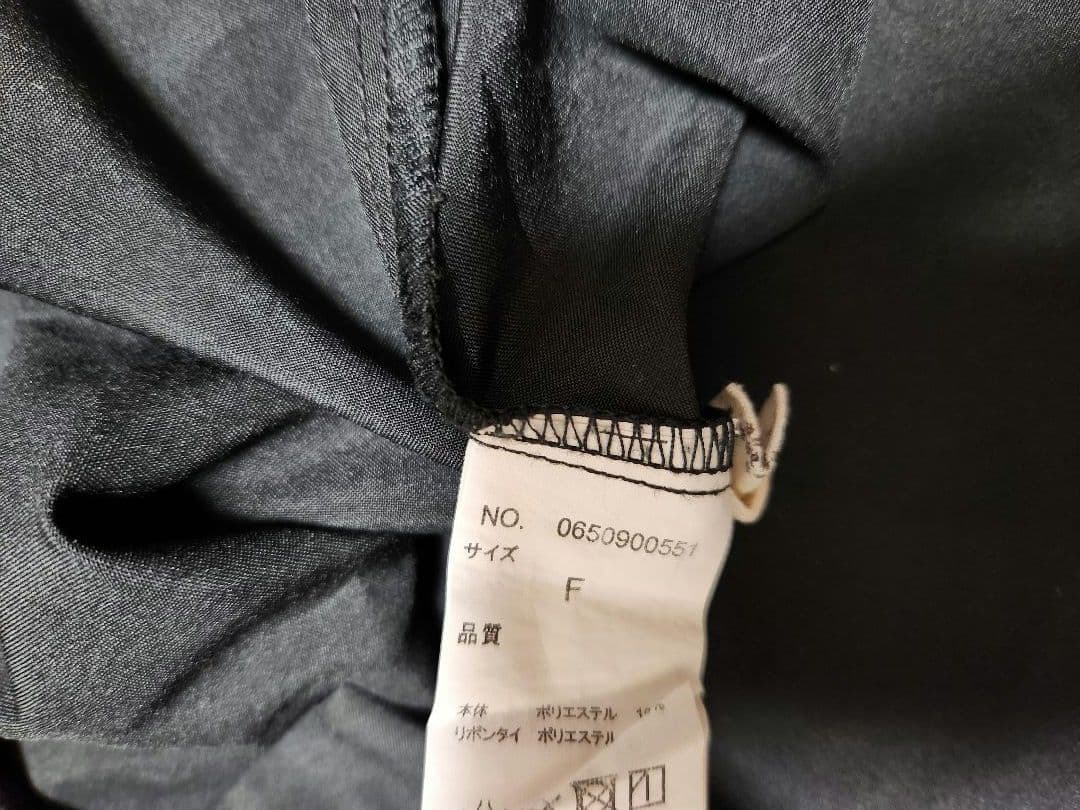 NO. 0650900551
サイズ
F
品質
本体 ポリエステル
リボンタイ ポリエステル